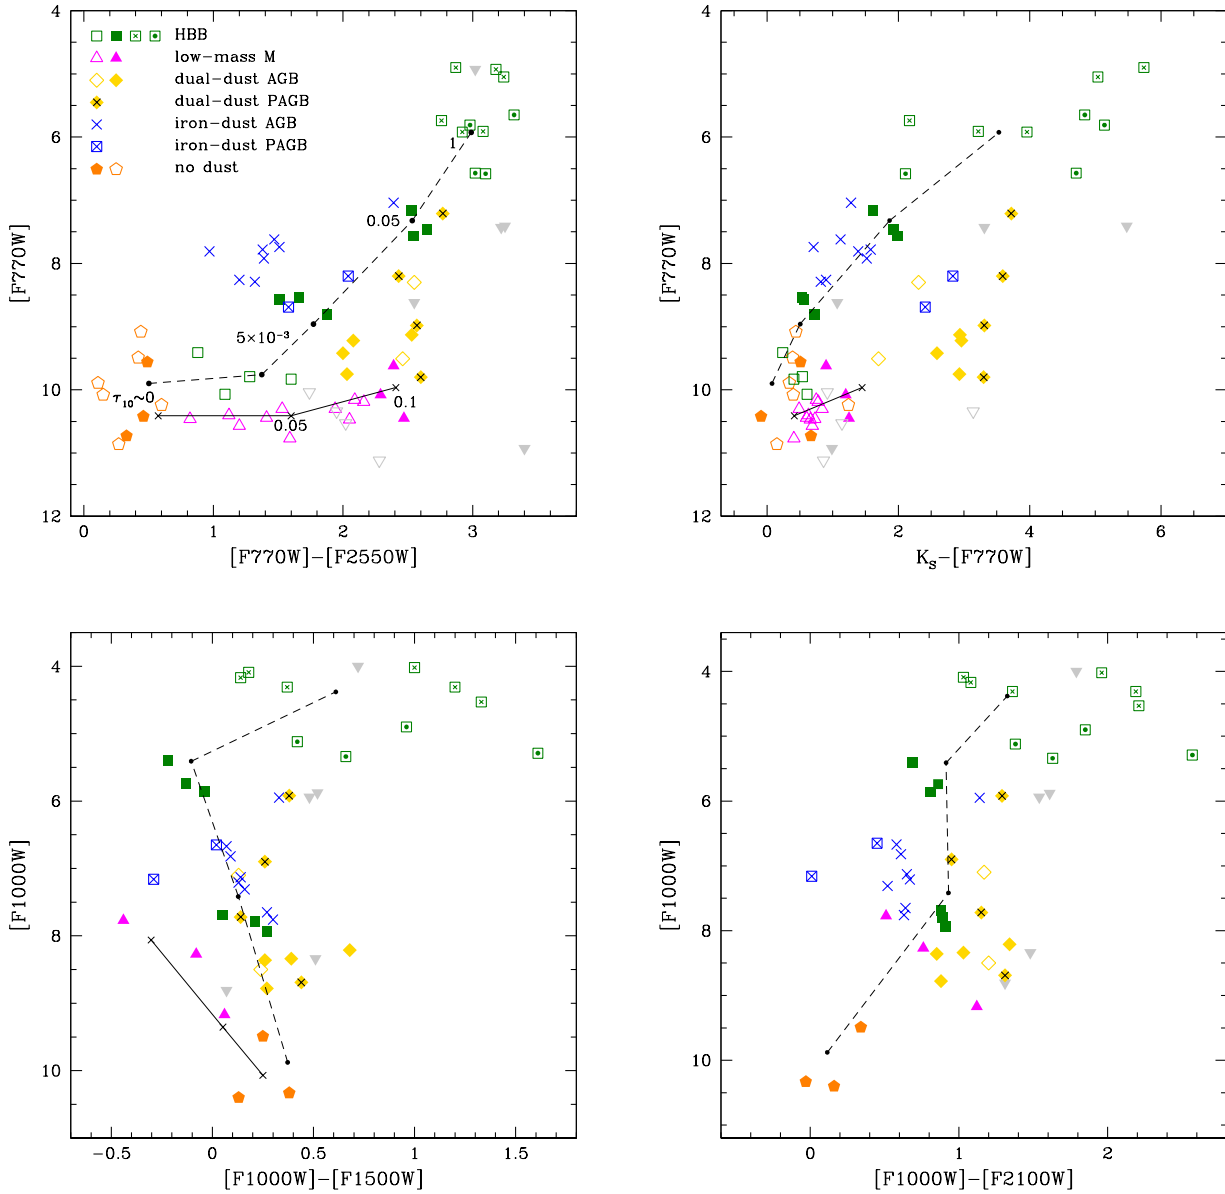 4
6
8
10
12
[F770W]
HBB
low-mass M
dual-dust AGB
dual-dust PAGB
iron-dust AGB
iron-dust PAGB
no dust
1
0.05
5×10⁻³
τ₁₀~0
0.05
0.1
0
1
2
3
[F770W]-[F2550W]
4
6
8
10
12
[F770W]
0
2
4
6
Kₛ-[F770W]
4
6
8
10
[F1000W]
-0.5
0
0.5
1
1.5
[F1000W]-[F1500W]
4
6
8
10
[F1000W]
0
1
2
[F1000W]-[F2100W]